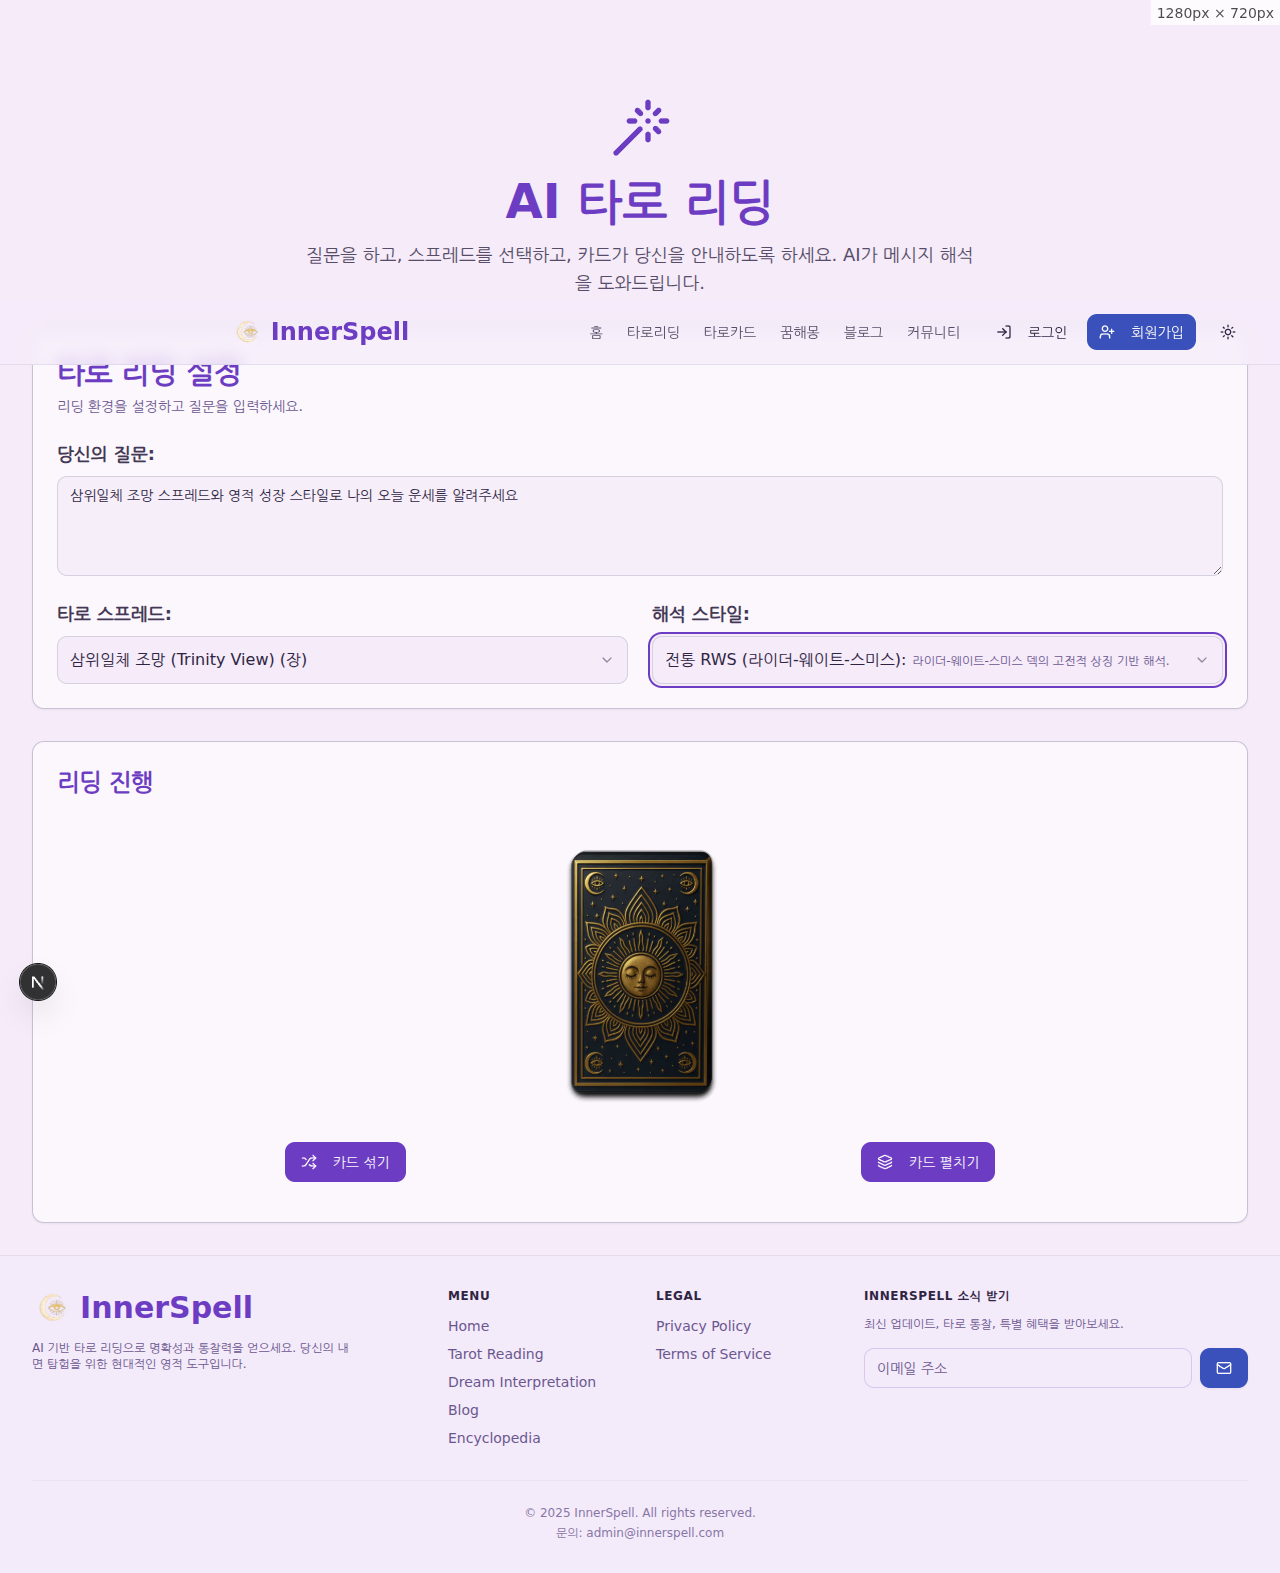 1280px × 720px
AI 타로 리딩
질문을 하고, 스프레드를 선택하고, 카드가 당신을 안내하도록 하세요. AI가 메시지 해석
을 도와드립니다.
InnerSpell
홈
타로리딩
타로카드
꿈해몽
블로그
커뮤니티
로그인
회원가입
타로 리딩 설정
리딩 환경을 설정하고 질문을 입력하세요.
당신의 질문:
삼위일체 조망 스프레드와 영적 성장 스타일로 나의 오늘 운세를 알려주세요
타로 스프레드:
해석 스타일:
삼위일체 조망 (Trinity View) (장)
전통 RWS (라이더-웨이트-스미스): 라이더-웨이트-스미스 덱의 고전적 상징 기반 해석.
리딩 진행
N
카드 섞기
카드 펼치기
InnerSpell
AI 기반 타로 리딩으로 명확성과 통찰력을 얻으세요. 당신의 내
면 탐험을 위한 현대적인 영적 도구입니다.
MENU
Home
Tarot Reading
Dream Interpretation
Blog
Encyclopedia
LEGAL
Privacy Policy
Terms of Service
INNERSPELL 소식 받기
최신 업데이트, 타로 통찰, 특별 혜택을 받아보세요.
이메일 주소
© 2025 InnerSpell. All rights reserved.
문의: admin@innerspell.com